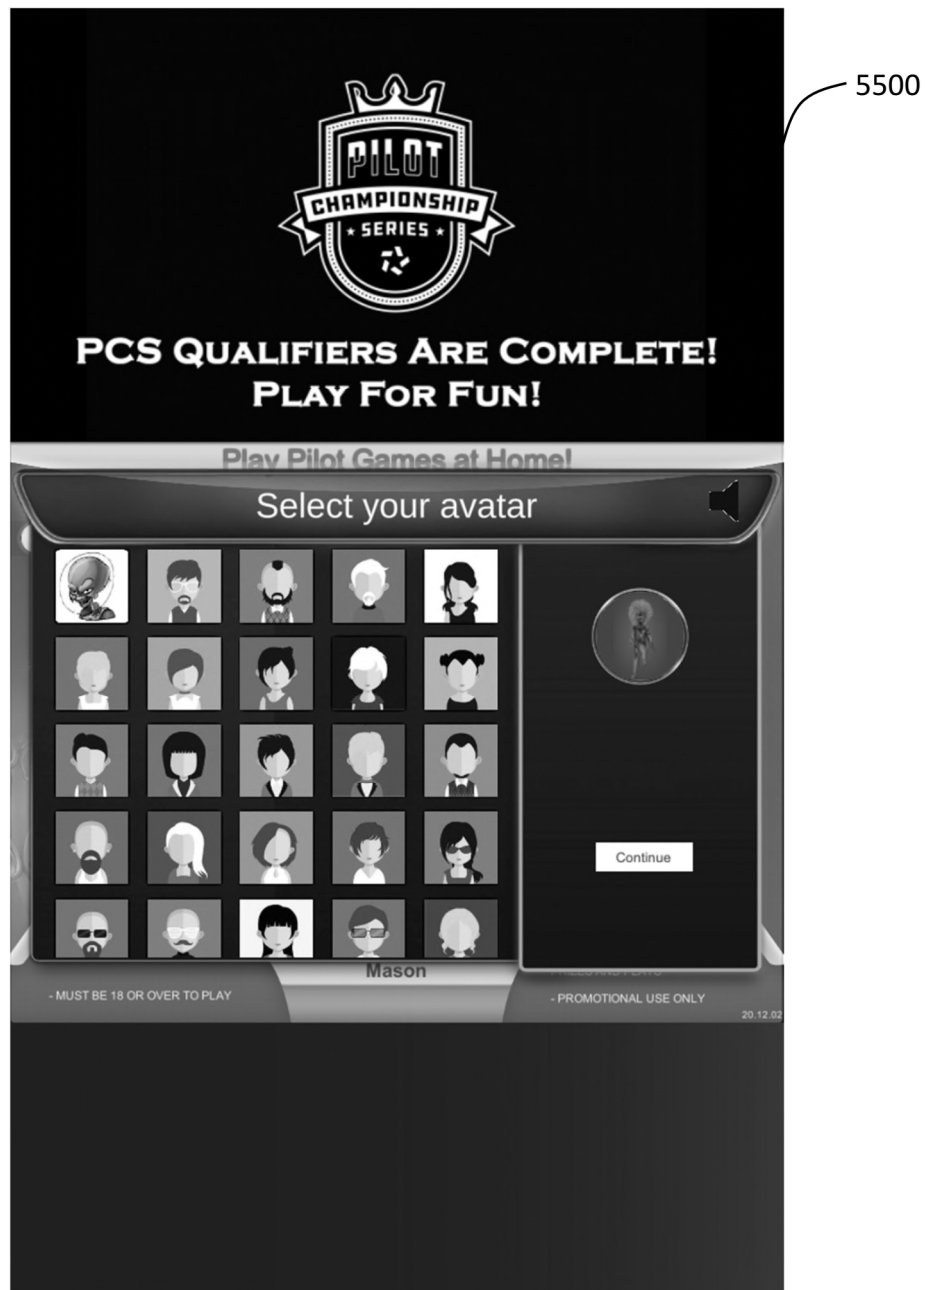 5500
PILOT
CHAMPIONSHIP
SERIES
PCS QUALIFIERS ARE COMPLETE!
PLAY FOR FUN!
Play Pilot Games at Home!
Select your avatar
Continue
Mason
- MUST BE 18 OR OVER TO PLAY
- PROMOTIONAL USE ONLY
20.12.02